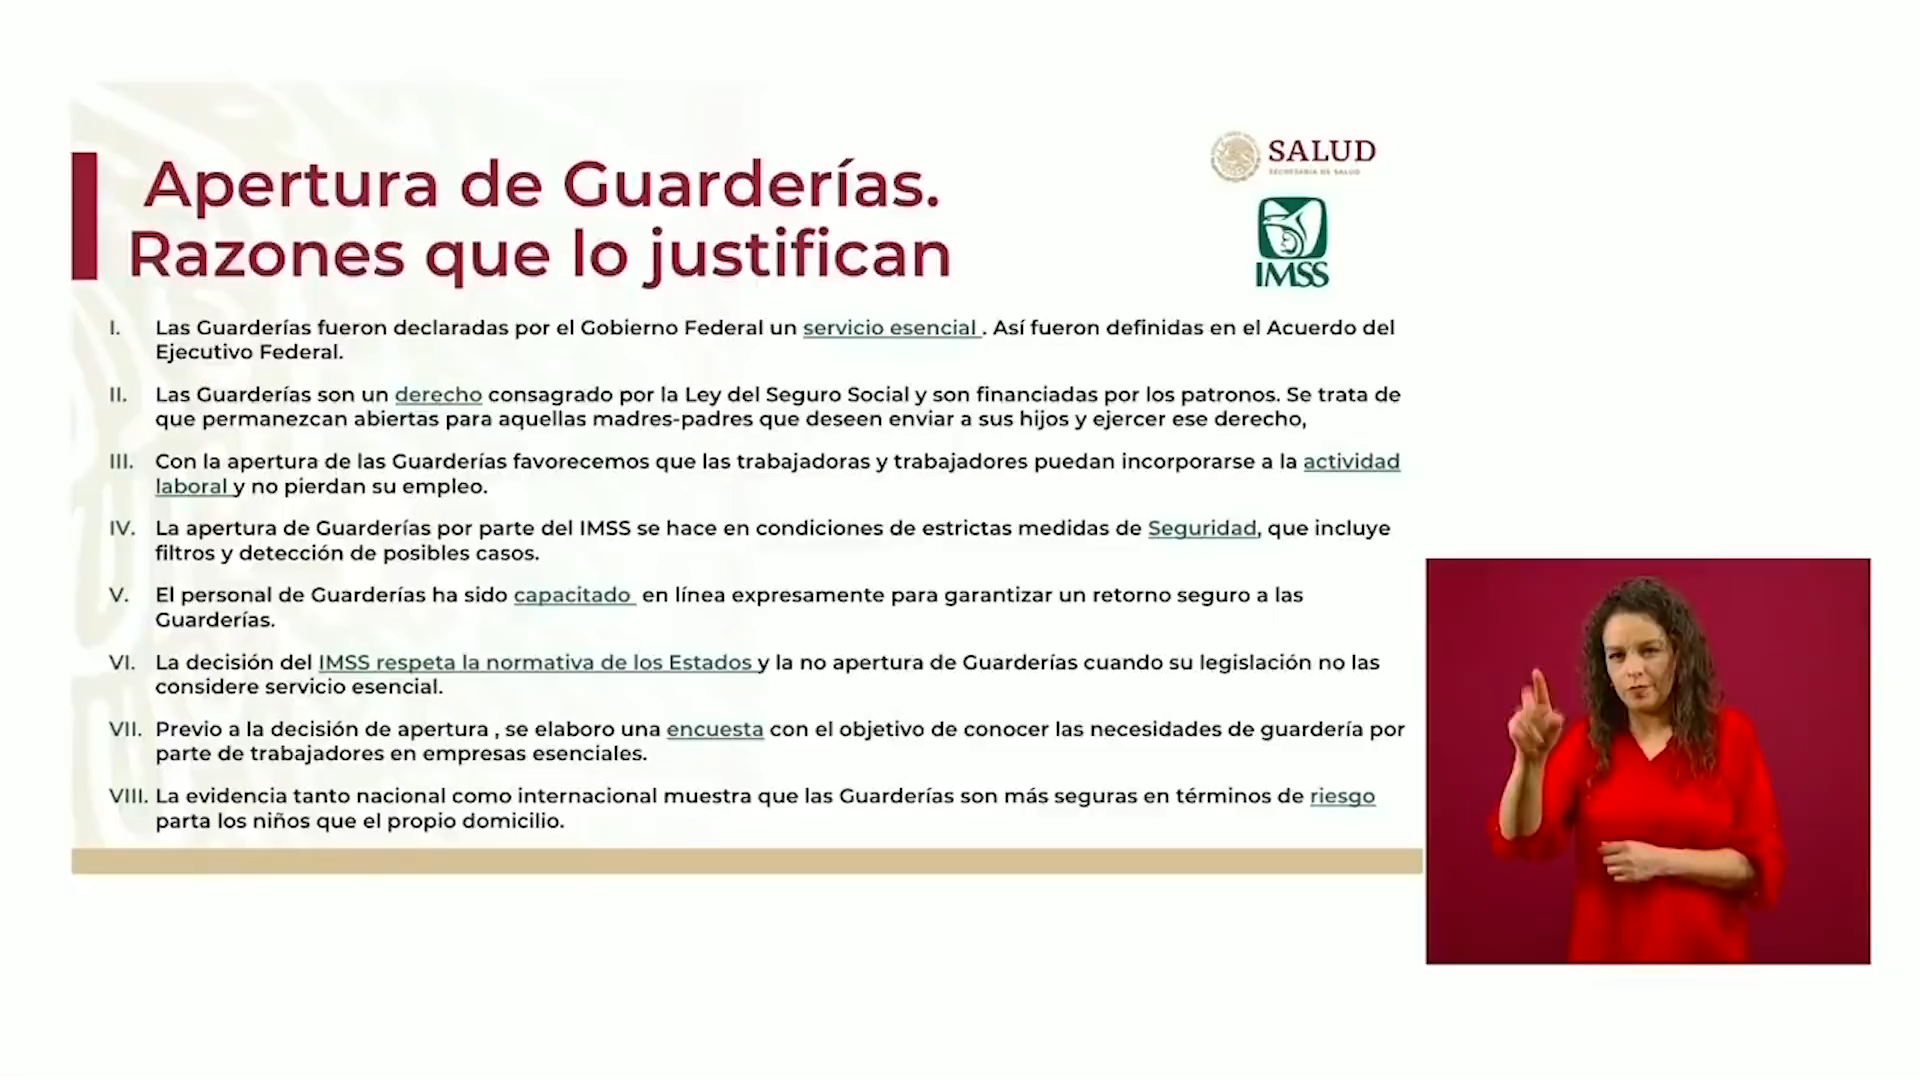 Apertura de Guarderías.
Razones que lo justifican
SALUD
SECRETARÍA DE SALUD
IMSS
I. Las Guarderías fueron declaradas por el Gobierno Federal un servicio esencial . Así fueron definidas en el Acuerdo del
Ejecutivo Federal.
II. Las Guarderías son un derecho consagrado por la Ley del Seguro Social y son financiadas por los patronos. Se trata de
que permanezcan abiertas para aquellas madres-padres que deseen enviar a sus hijos y ejercer ese derecho,
III. Con la apertura de las Guarderías favorecemos que las trabajadoras y trabajadores puedan incorporarse a la actividad
laboral y no pierdan su empleo.
IV. La apertura de Guarderías por parte del IMSS se hace en condiciones de estrictas medidas de Seguridad, que incluye
filtros y detección de posibles casos.
V. El personal de Guarderías ha sido capacitado en línea expresamente para garantizar un retorno seguro a las
Guarderías.
VI. La decisión del IMSS respeta la normativa de los Estados y la no apertura de Guarderías cuando su legislación no las
considere servicio esencial.
VII. Previo a la decisión de apertura , se elaboro una encuesta con el objetivo de conocer las necesidades de guardería por
parte de trabajadores en empresas esenciales.
VIII. La evidencia tanto nacional como internacional muestra que las Guarderías son más seguras en términos de riesgo
parta los niños que el propio domicilio.